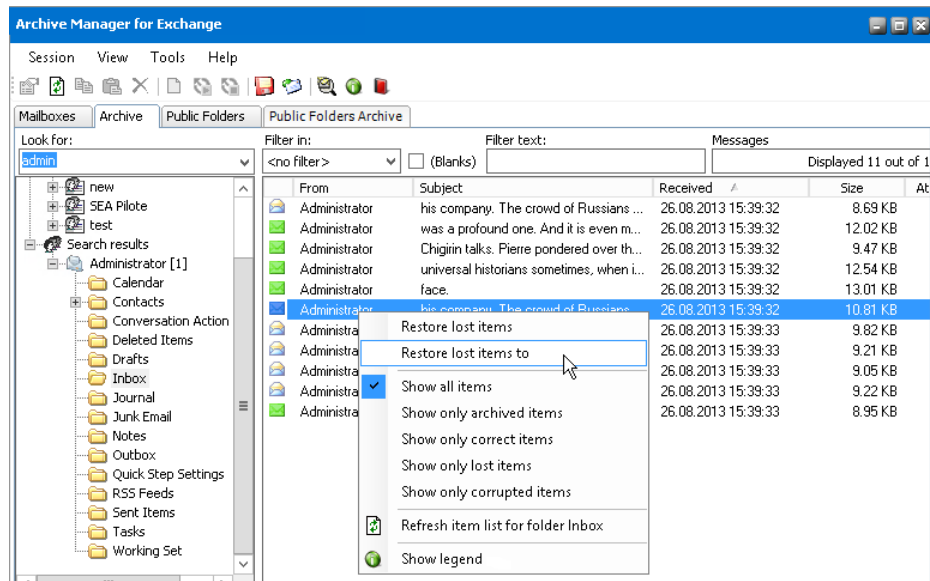 Archive Manager for Exchange
Session View Tools Help
Mailboxes Archive Public Folders Public Folders Archive
Look for: Filter in: Filter text: Messages
admin <no filter> (Blanks) Displayed 11 out of 1
From Subject Received Size At
new
SEA Pilote
test
Search results
Administrator [1]
Calendar
Contacts
Conversation Action
Deleted Items
Drafts
Inbox
Journal
Junk Email
Notes
Outbox
Quick Step Settings
RSS Feeds
Sent Items
Tasks
Working Set
Administrator his company. The crowd of Russians ... 26.08.2013 15:39:32 8.69 KB
Administrator was a profound one. And it is even m... 26.08.2013 15:39:32 12.02 KB
Administrator Chigirin talks. Pierre pondered over th... 26.08.2013 15:39:32 9.47 KB
Administrator universal historians sometimes, when i... 26.08.2013 15:39:32 12.54 KB
Administrator face. 26.08.2013 15:39:32 13.01 KB
Administrator his company. The crowd of Russians 26.08.2013 15:39:32 10.81 KB
Administra 26.08.2013 15:39:33 9.82 KB
Administra 26.08.2013 15:39:33 9.21 KB
Administra 26.08.2013 15:39:33 9.05 KB
Administra 26.08.2013 15:39:33 9.22 KB
Administra 26.08.2013 15:39:33 8.95 KB
Restore lost items
Restore lost items to
Show all items
Show only archived items
Show only correct items
Show only lost items
Show only corrupted items
Refresh item list for folder Inbox
Show legend